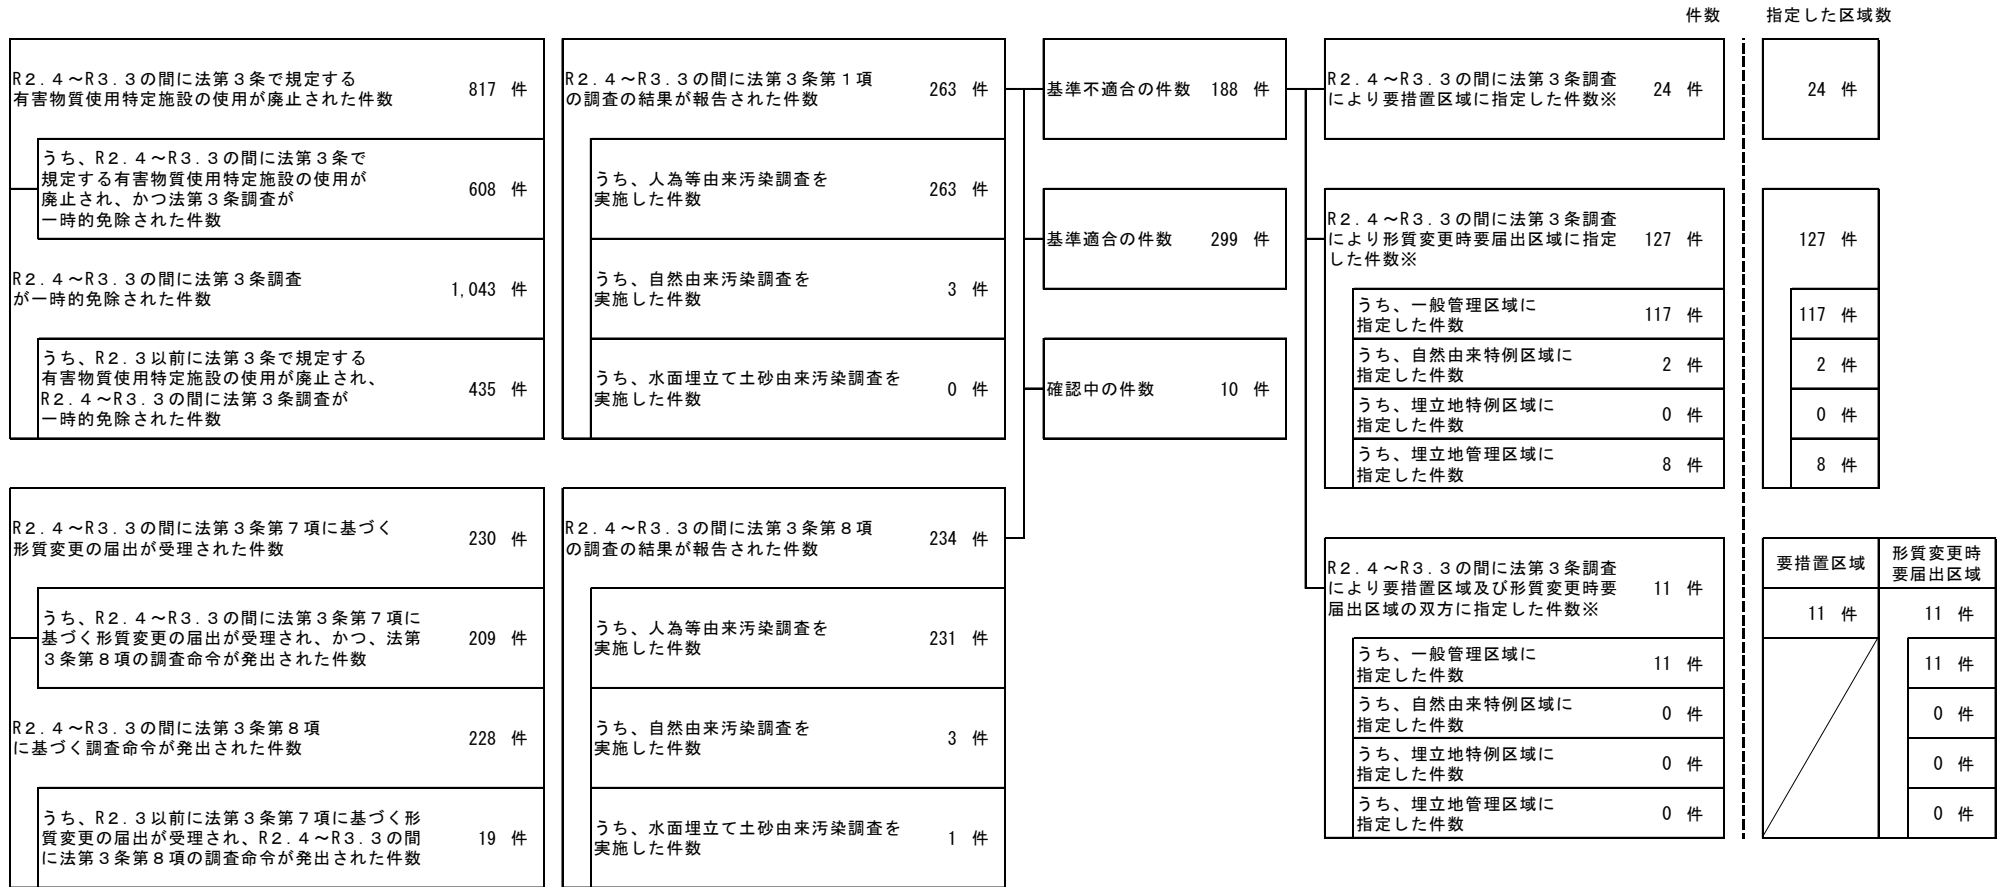 件数 指定した区域数
R２.４～R３.３の間に法第３条で規定する
有害物質使用特定施設の使用が廃止された件数 817 件
うち、R２.４～R３.３の間に法第３条で
規定する有害物質使用特定施設の使用が
廃止され、かつ法第３条調査が
一時的免除された件数
608 件
R２.４～R３.３の間に法第３条調査
が一時的免除された件数
1,043 件
うち、R２.３以前に法第３条で規定する
有害物質使用特定施設の使用が廃止され、
R２.４～R３.３の間に法第３条調査が
一時的免除された件数
435 件
R２.４～R３.３の間に法第３条第１項
の調査の結果が報告された件数
263 件
うち、人為等由来汚染調査を
実施した件数
263 件
うち、自然由来汚染調査を
実施した件数
3 件
うち、水面埋立て土砂由来汚染調査を
実施した件数
0 件
基準不適合の件数 188 件
基準適合の件数 299 件
確認中の件数 10 件
R２.４～R３.３の間に法第３条調査
により要措置区域に指定した件数※
24 件
24 件
R２.４～R３.３の間に法第３条調査
により形質変更時要届出区域に指定
した件数※
127 件
127 件
うち、一般管理区域に
指定した件数
117 件
117 件
うち、自然由来特例区域に
指定した件数
2 件
2 件
うち、埋立地特例区域に
指定した件数
0 件
0 件
うち、埋立地管理区域に
指定した件数
8 件
8 件
R２.４～R３.３の間に法第３条第７項に基づく
形質変更の届出が受理された件数
230 件
うち、R２.４～R３.３の間に法第３条第７項に
基づく形質変更の届出が受理され、かつ、法第
３条第８項の調査命令が発出された件数
209 件
R２.４～R３.３の間に法第３条第８項
に基づく調査命令が発出された件数
228 件
うち、R２.３以前に法第３条第７項に基づく形
質変更の届出が受理され、R２.４～R３.３の間
に法第３条第８項の調査命令が発出された件数
19 件
R２.４～R３.３の間に法第３条第８項
の調査の結果が報告された件数
234 件
うち、人為等由来汚染調査を
実施した件数
231 件
うち、自然由来汚染調査を
実施した件数
3 件
うち、水面埋立て土砂由来汚染調査を
実施した件数
1 件
R２.４～R３.３の間に法第３条調査
により要措置区域及び形質変更時要
届出区域の双方に指定した件数※
11 件
うち、一般管理区域に
指定した件数
11 件
うち、自然由来特例区域に
指定した件数
0 件
うち、埋立地特例区域に
指定した件数
0 件
うち、埋立地管理区域に
指定した件数
0 件
要措置区域
形質変更時
要届出区域
11 件 11 件
11 件
0 件
0 件
0 件